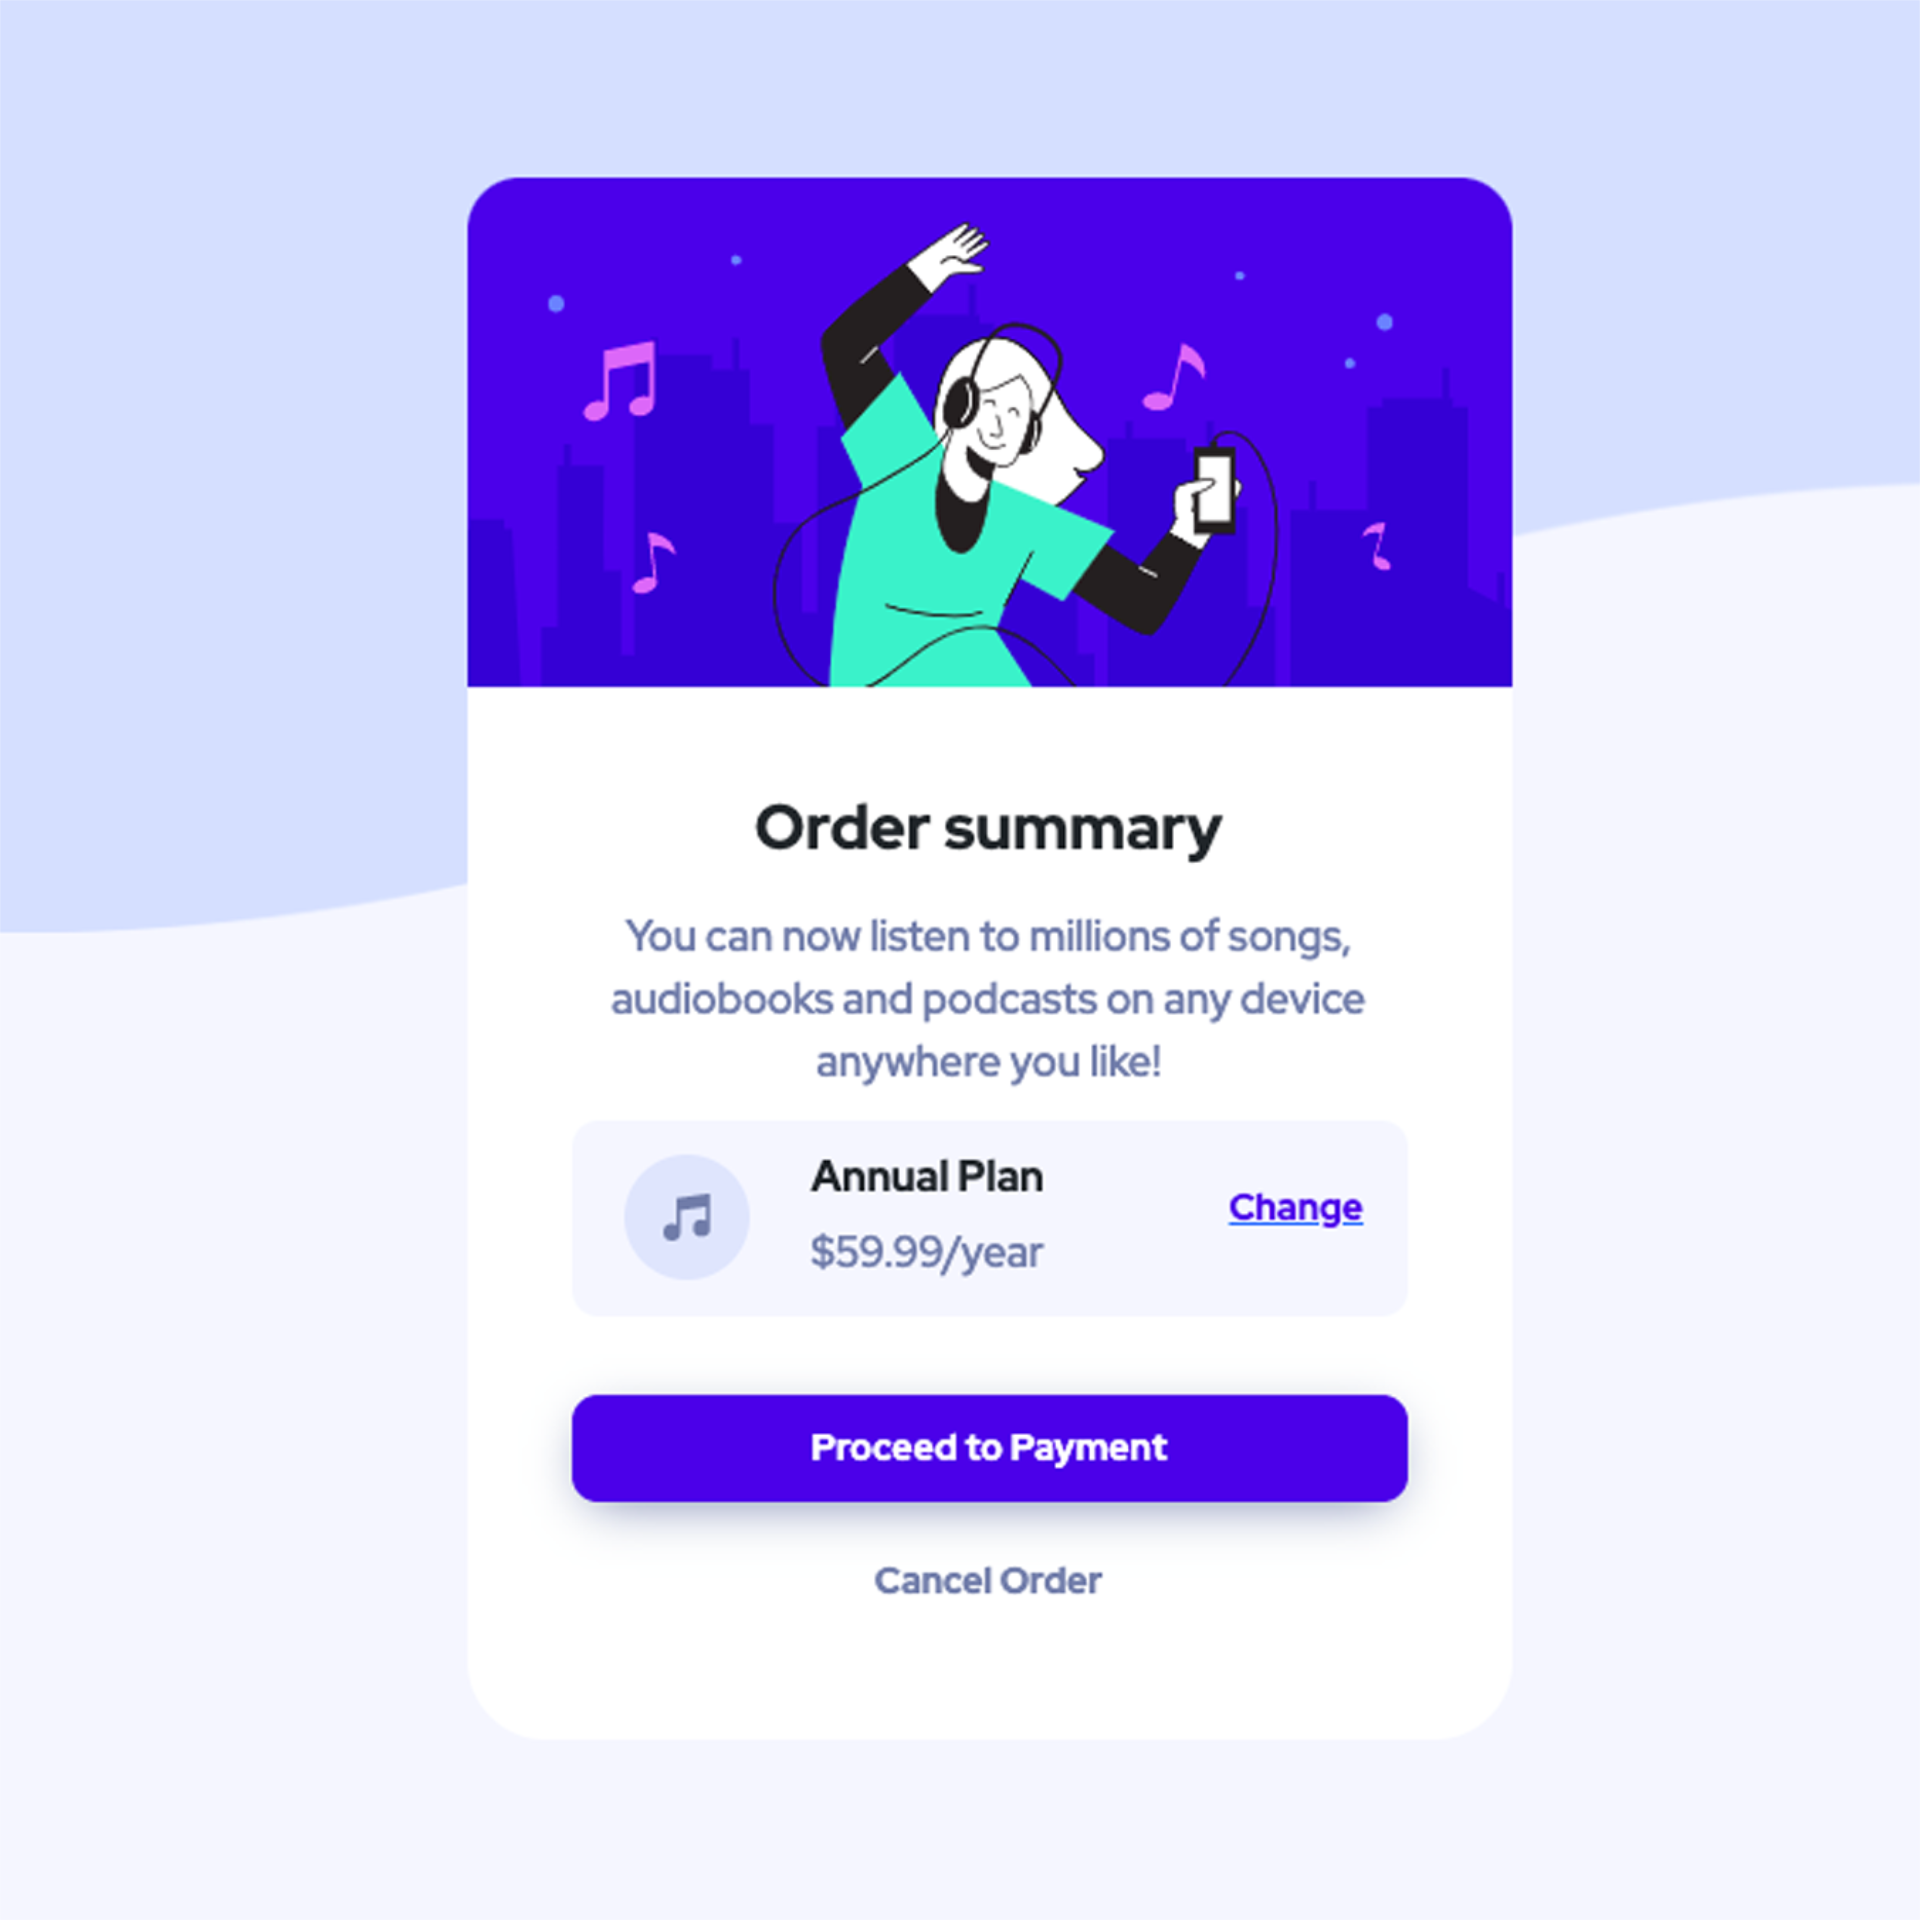 Order summary
You can now listen to millions of songs,
audiobooks and podcasts on any device
anywhere you like!
Annual Plan
$59.99/year
Change
Proceed to Payment
Cancel Order